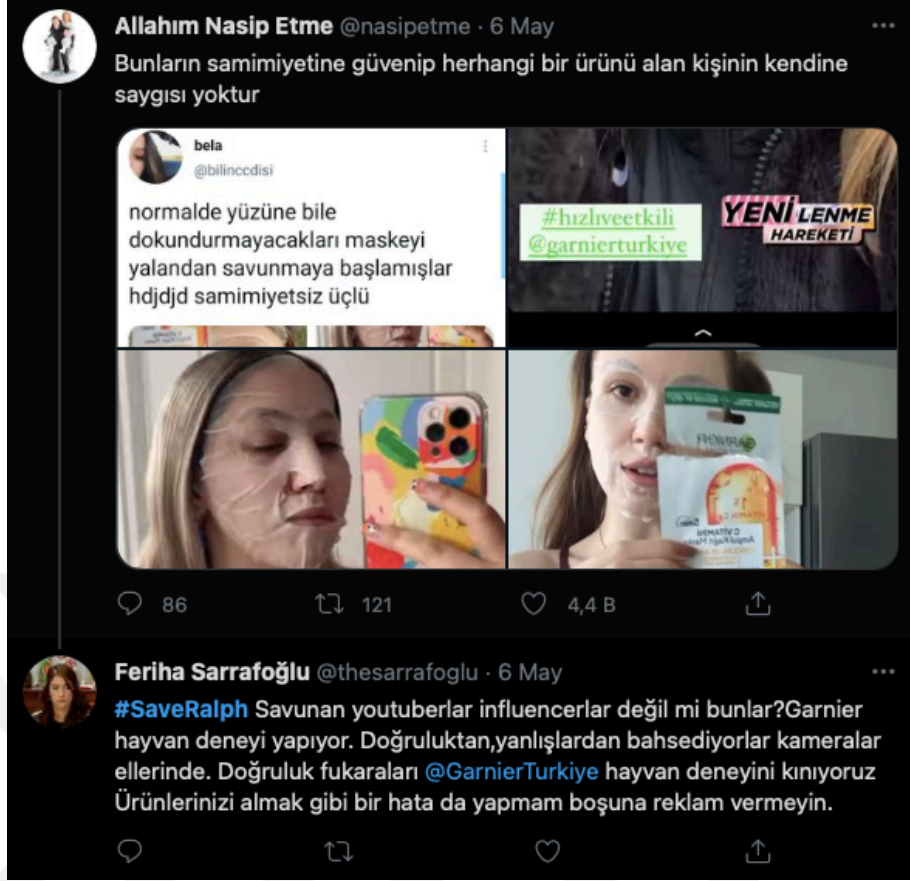 Allahım Nasip Etme @nasipetme · 6 May
Bunların samimiyetine güvenip herhangi bir ürünü alan kişinin kendine
saygısı yoktur
bela
@bilinccdisi
normalde yüzüne bile
dokundurmayacakları maskeyi
yalandan savunmaya başlamışlar
hdjdjd samimiyetsiz üçlü
#hızlıveetkili
@garnierturkiye
YENİLENME
HAREKETİ
GARNIER
C VITAMINI
86 121 4,4 B
Feriha Sarrafoğlu @thesarrafoglu · 6 May
#SaveRalph Savunan youtuberlar influencerlar değil mi bunlar?Garnier
hayvan deneyi yapıyor. Doğruluktan,yanlışlardan bahsediyorlar kameralar
ellerinde. Doğruluk fukaraları @GarnierTurkiye hayvan deneyini kınıyoruz
Ürünlerinizi almak gibi bir hata da yapmam boşuna reklam vermeyin.